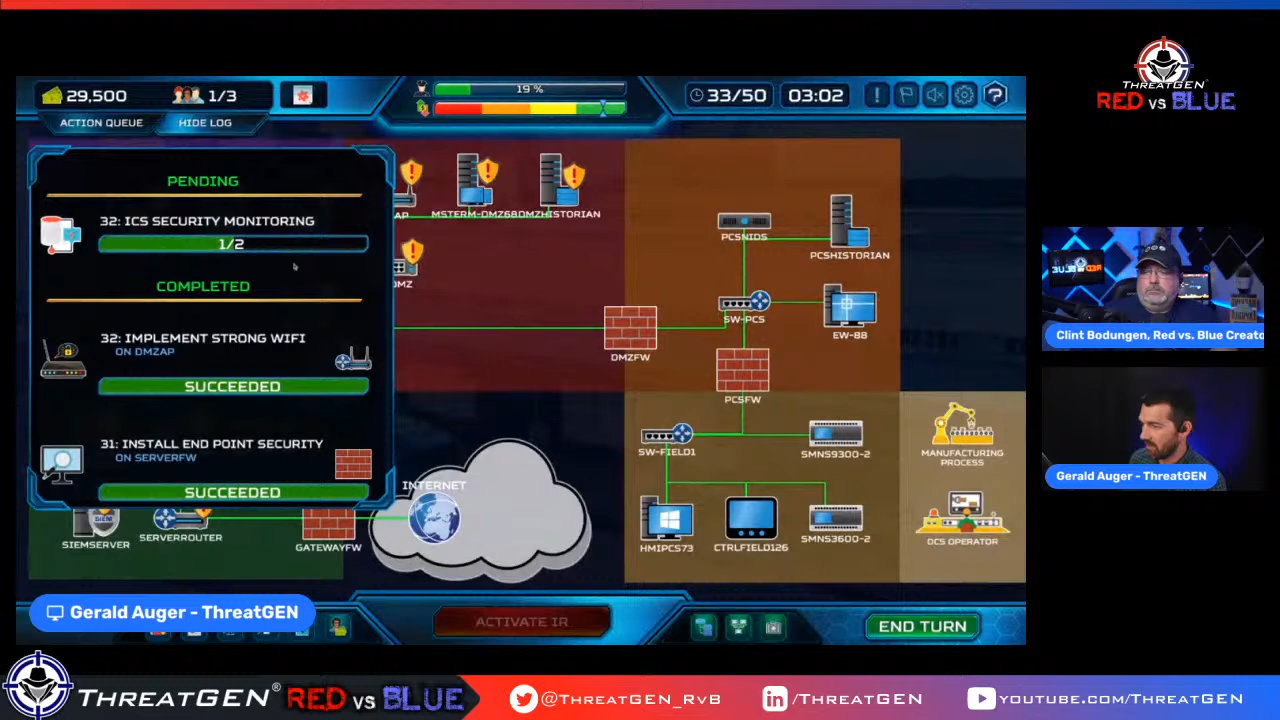 29,500
1/3
19 %
33/50
03:02
!
?
ACTION QUEUE
HIDE LOG
PENDING
32: ICS SECURITY MONITORING
1/2
COMPLETED
32: IMPLEMENT STRONG WIFI
ON DMZAP
SUCCEEDED
31: INSTALL END POINT SECURITY
ON SERVERFW
SUCCEEDED
AP
MSTERM-DMZ68
DMZHISTORIAN
MZ
DMZFW
PCSNIDS
PCSHISTORIAN
SW-PCS
EW-88
PCSFW
SW-FIELD1
SMNS9300-2
HMIPCS73
CTRLFIELD126
SMNS3600-2
MANUFACTURING
PROCESS
DCS OPERATOR
INTERNET
SIEM
SIEMSERVER
SERVERROUTER
GATEWAYFW
Gerald Auger - ThreatGEN
ACTIVATE IR
END TURN
THREATGEN
RED vs BLUE
Clint Bodungen, Red vs. Blue Creato
Gerald Auger - ThreatGEN
THREATGEN® RED vs BLUE
@THREATGEN_RVB
in /THREATGEN
YOUTUBE.COM/THREATGEN